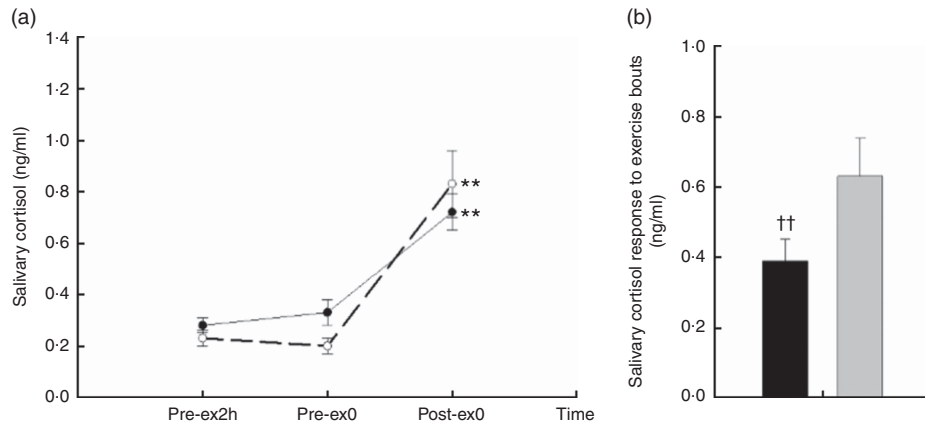 (a)
Salivary cortisol (ng/ml)
1·4
1·2
1·0
0·8
0·6
0·4
0·2
0·0
**
**
Pre-ex2h Pre-ex0 Post-ex0 Time
(b)
Salivary cortisol response to exercise bouts
(ng/ml)
1·0
0·8
0·6
0·4
0·2
0·0
††